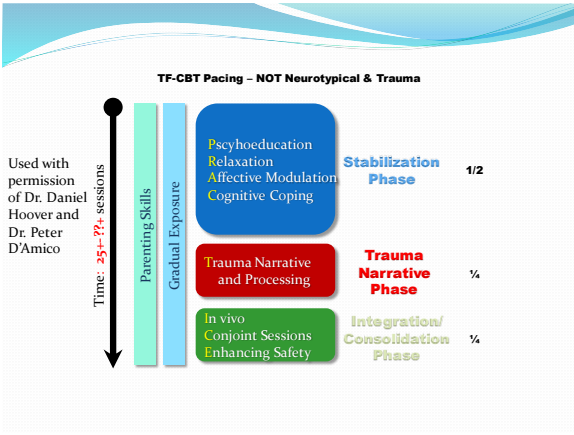 TF-CBT Pacing – NOT Neurotypical & Trauma
Used with
permission
of Dr. Daniel
Hoover and
Dr. Peter
D'Amico
Time: 25+-??+ sessions
Parenting Skills
Gradual Exposure
Pscyhoeducation
Relaxation
Affective Modulation
Cognitive Coping
Stabilization
Phase
1/2
Trauma Narrative
and Processing
Trauma
Narrative
Phase
¼
In vivo
Conjoint Sessions
Enhancing Safety
Integration/
Consolidation
Phase
¼